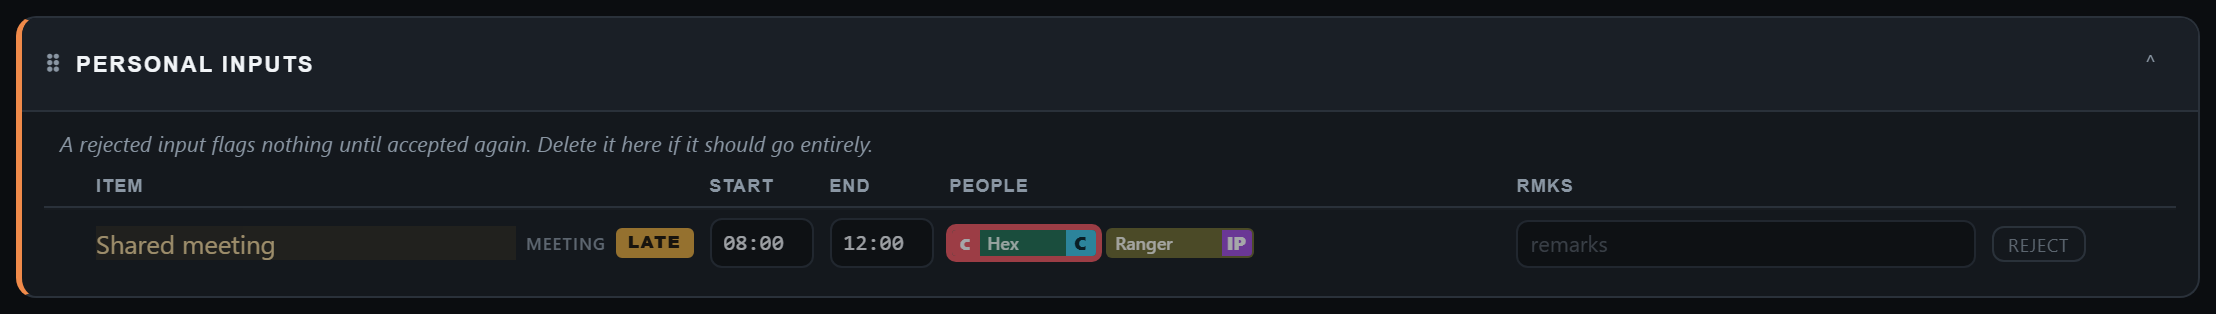 PERSONAL INPUTS ^
A rejected input flags nothing until accepted again. Delete it here if it should go entirely.
ITEM START END PEOPLE RMKS
Shared meeting MEETING LATE 08:00 12:00 c Hex C Ranger IP remarks REJECT